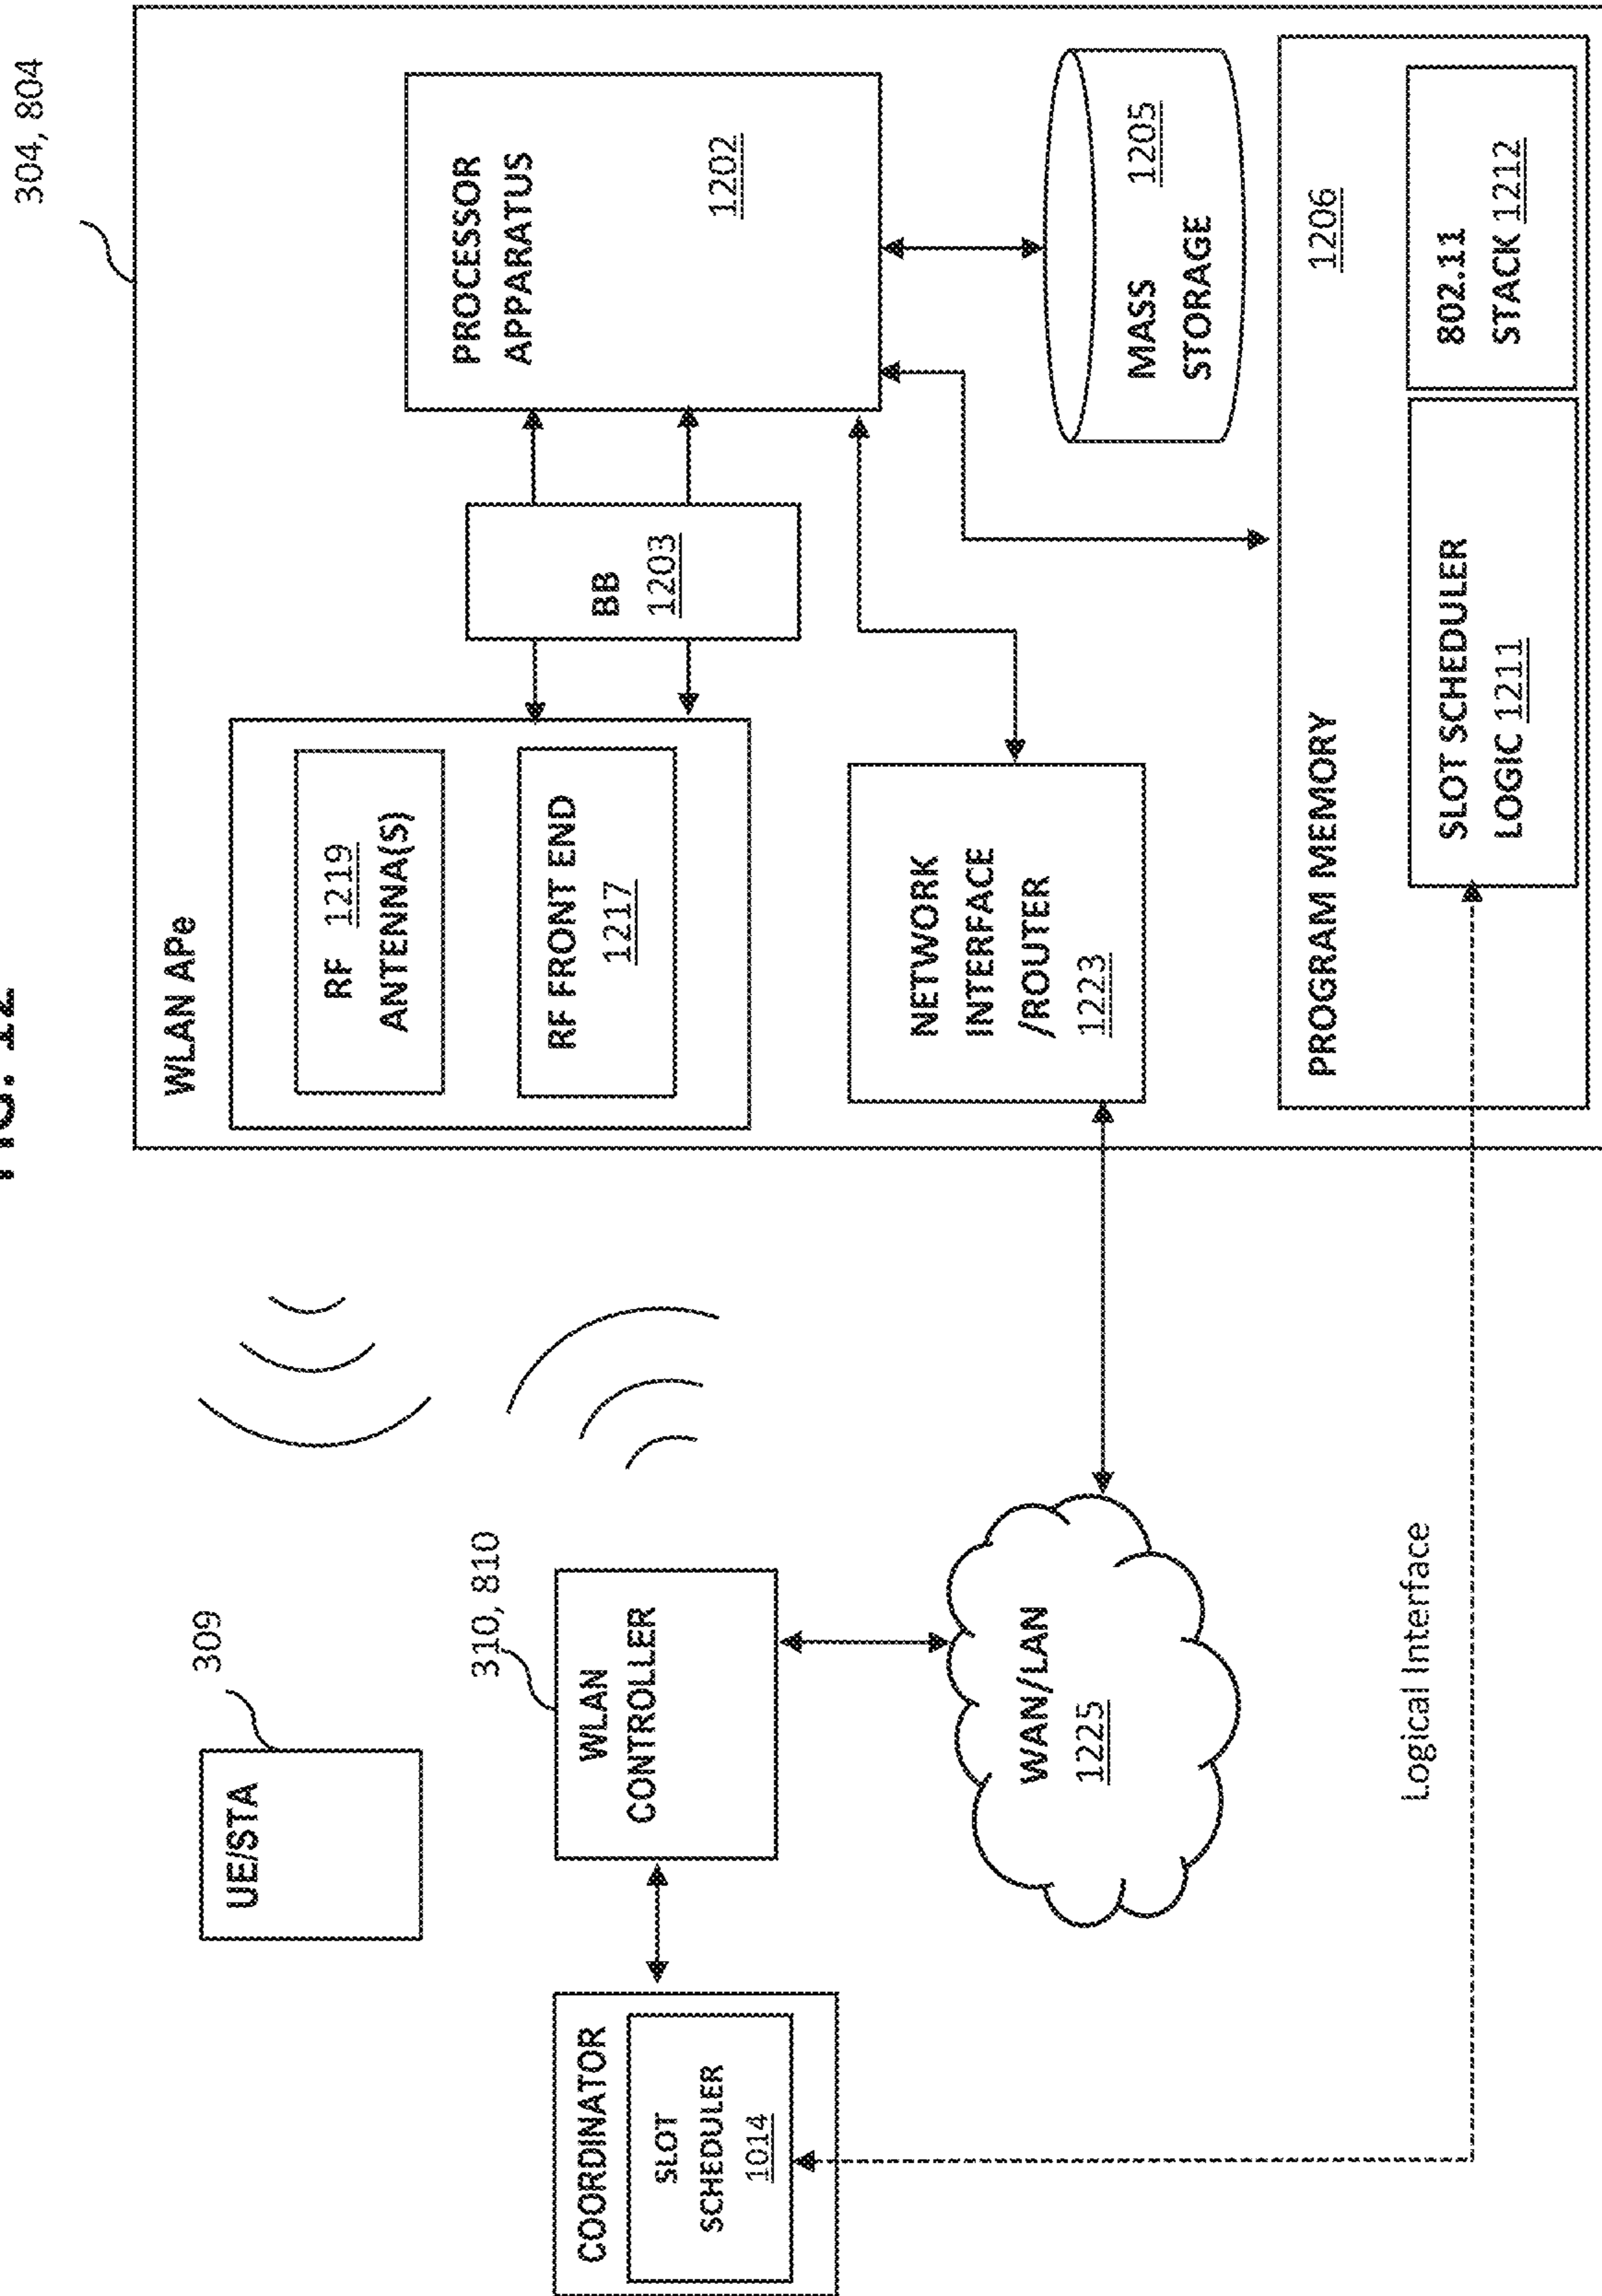 FIG. 12
304, 804
WLAN APe
RF 1219
ANTENNA(S)
RF FRONT END
1217
BB
1203
PROCESSOR
APPARATUS
1202
NETWORK
INTERFACE
/ROUTER
1223
MASS 1205
STORAGE
PROGRAM MEMORY 1206
SLOT SCHEDULER
LOGIC 1211
802.11
STACK 1212
UE/STA
309
310, 810
WLAN
CONTROLLER
COORDINATOR
SLOT
SCHEDULER
1014
WAN/LAN
1225
Logical Interface